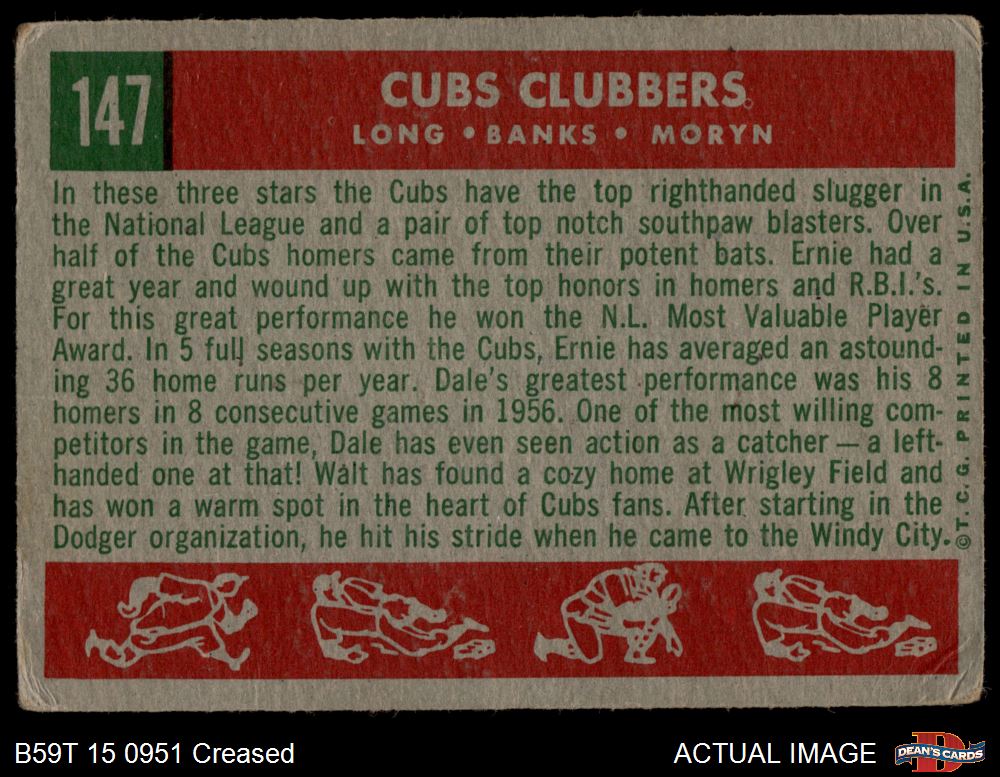 147
CUBS CLUBBERS
LONG • BANKS • MORYN
In these three stars the Cubs have the top righthanded slugger in
the National League and a pair of top notch southpaw blasters. Over
half of the Cubs homers came from their potent bats. Ernie had a
great year and wound up with the top honors in homers and R.B.I.'s.
For this great performance he won the N.L. Most Valuable Player
Award. In 5 full seasons with the Cubs, Ernie has averaged an astound-
ing 36 home runs per year. Dale's greatest performance was his 8
homers in 8 consecutive games in 1956. One of the most willing com-
petitors in the game, Dale has even seen action as a catcher — a left-
handed one at that! Walt has found a cozy home at Wrigley Field and
has won a warm spot in the heart of Cubs fans. After starting in the
Dodger organization, he hit his stride when he came to the Windy City.
© T. C. G. PRINTED IN U.S.A.
B59T 15 0951 Creased
ACTUAL IMAGE
DEAN'S CARDS